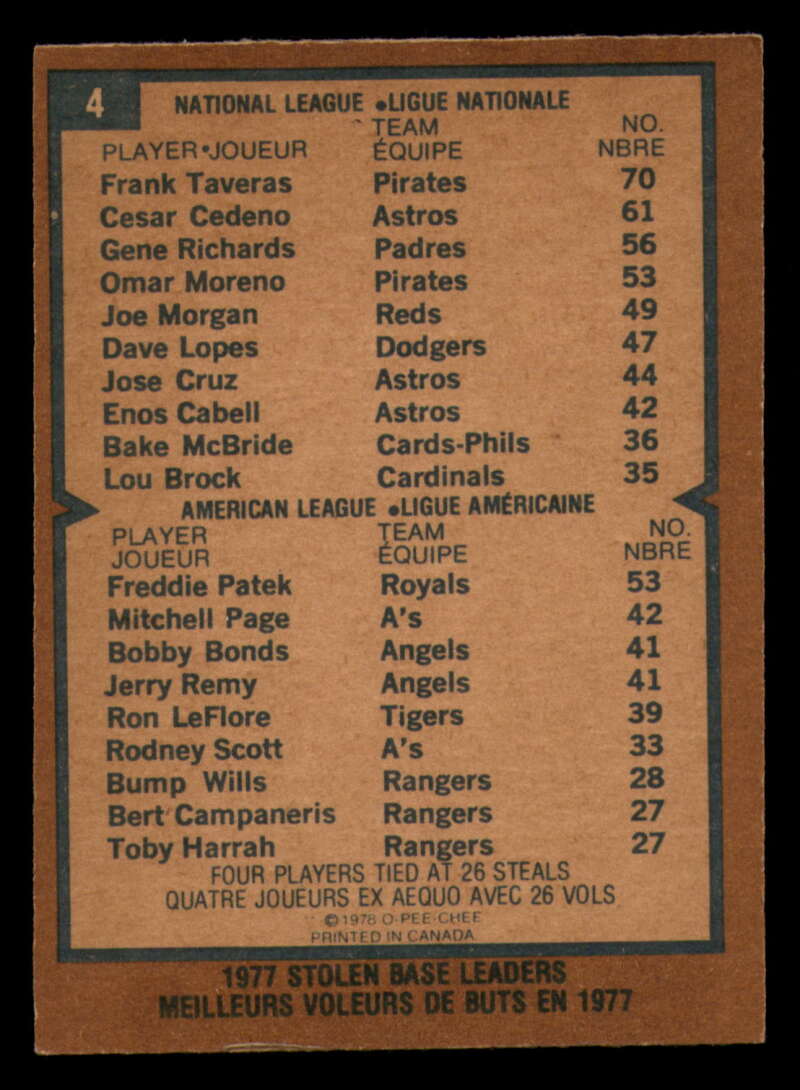 4
NATIONAL LEAGUE •LIGUE NATIONALE
PLAYER•JOUEUR TEAM ÉQUIPE NO. NBRE
Frank Taveras Pirates 70
Cesar Cedeno Astros 61
Gene Richards Padres 56
Omar Moreno Pirates 53
Joe Morgan Reds 49
Dave Lopes Dodgers 47
Jose Cruz Astros 44
Enos Cabell Astros 42
Bake McBride Cards-Phils 36
Lou Brock Cardinals 35
AMERICAN LEAGUE •LIGUE AMÉRICAINE
PLAYER TEAM NO.
JOUEUR ÉQUIPE NBRE
Freddie Patek Royals 53
Mitchell Page A's 42
Bobby Bonds Angels 41
Jerry Remy Angels 41
Ron LeFlore Tigers 39
Rodney Scott A's 33
Bump Wills Rangers 28
Bert Campaneris Rangers 27
Toby Harrah Rangers 27
FOUR PLAYERS TIED AT 26 STEALS
QUATRE JOUEURS EX AEQUO AVEC 26 VOLS
©1978 O-PEE-CHEE
PRINTED IN CANADA
1977 STOLEN BASE LEADERS
MEILLEURS VOLEURS DE BUTS EN 1977